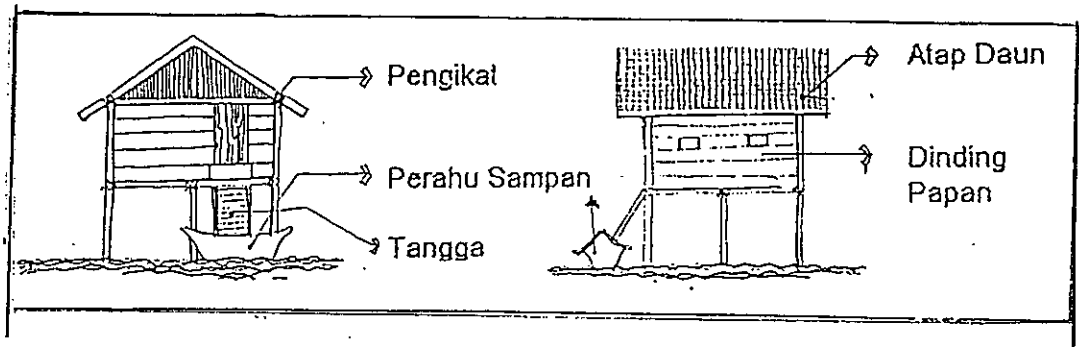 Pengikat
Perahu Sampan
Tangga
Atap Daun
Dinding
Papan